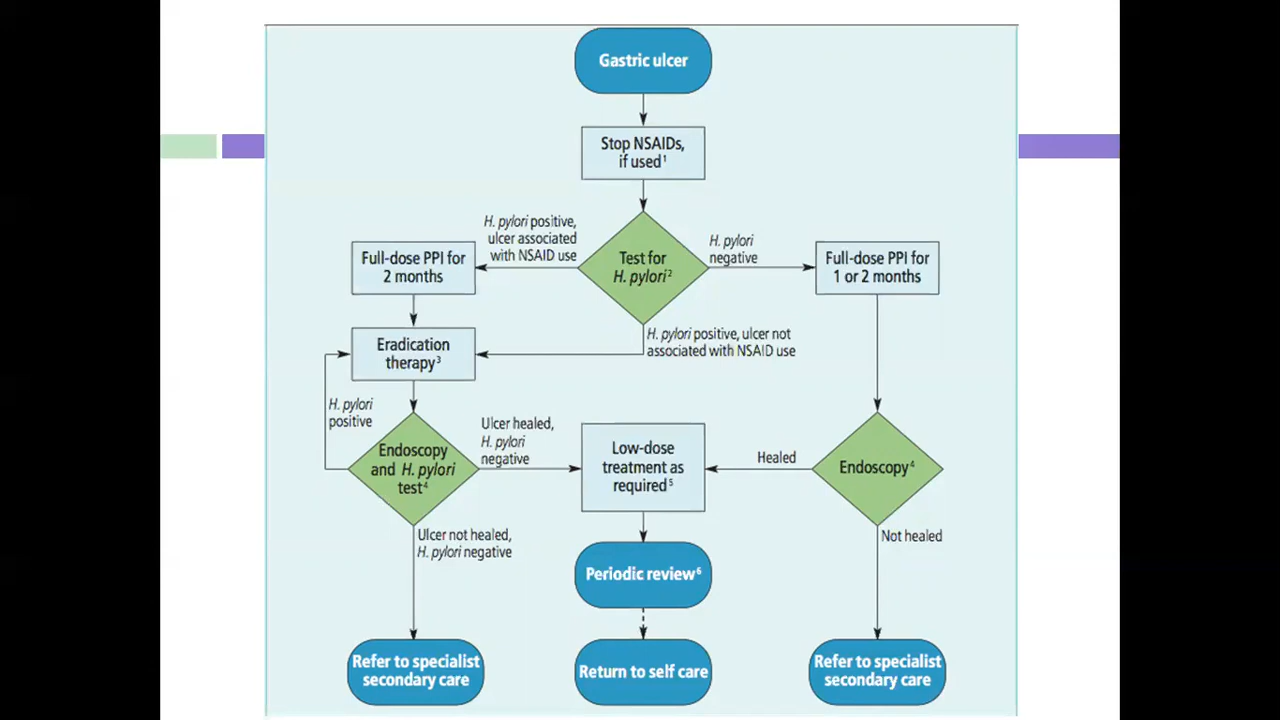 Gastric ulcer
Stop NSAIDs,
if used¹
H. pylori positive,
ulcer associated
with NSAID use
Test for
H. pylori²
H. pylori
negative
Full-dose PPI for
2 months
Full-dose PPI for
1 or 2 months
H. pylori positive, ulcer not
associated with NSAID use
Eradication
therapy³
H. pylori
positive
Endoscopy
and H. pylori
test⁴
Ulcer healed,
H. pylori
negative
Low-dose
treatment as
required⁵
Healed
Endoscopy⁴
Ulcer not healed,
H. pylori negative
Not healed
Periodic review⁶
Refer to specialist
secondary care
Return to self care
Refer to specialist
secondary care